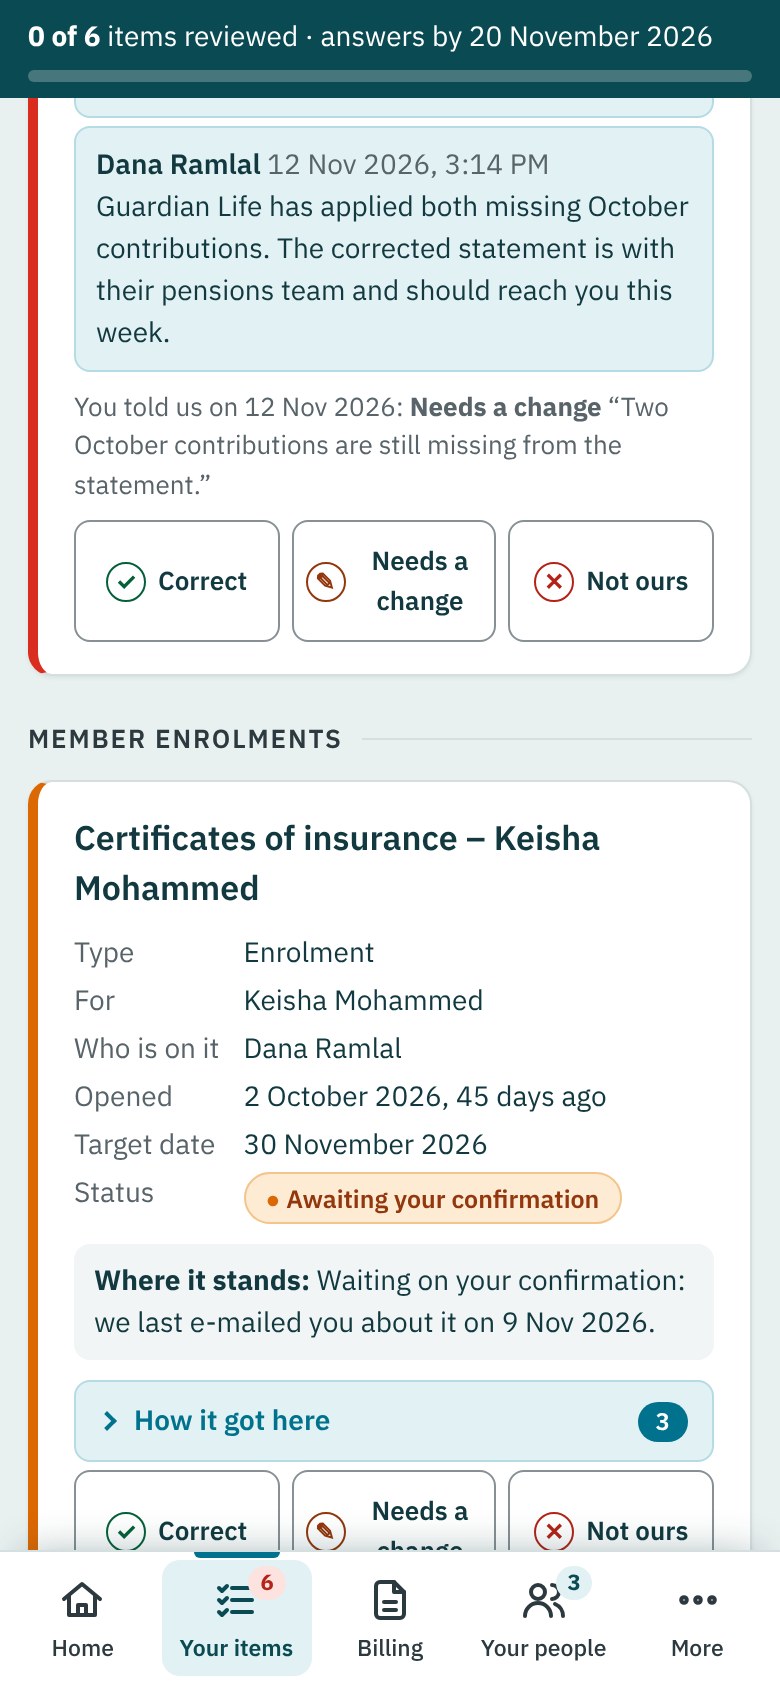 0 of 6 items reviewed · answers by 20 November 2026
Dana Ramlal 12 Nov 2026, 3:14 PM
Guardian Life has applied both missing October
contributions. The corrected statement is with
their pensions team and should reach you this
week.
You told us on 12 Nov 2026: Needs a change “Two
October contributions are still missing from the
statement.”
Correct
Needs a
change
Not ours
MEMBER ENROLMENTS
Certificates of insurance – Keisha
Mohammed
Type Enrolment
For Keisha Mohammed
Who is on it Dana Ramlal
Opened 2 October 2026, 45 days ago
Target date 30 November 2026
Status Awaiting your confirmation
Where it stands: Waiting on your confirmation:
we last e-mailed you about it on 9 Nov 2026.
How it got here 3
Correct
Needs a
change
Not ours
6
3
Home
Your items
Billing
Your people
More